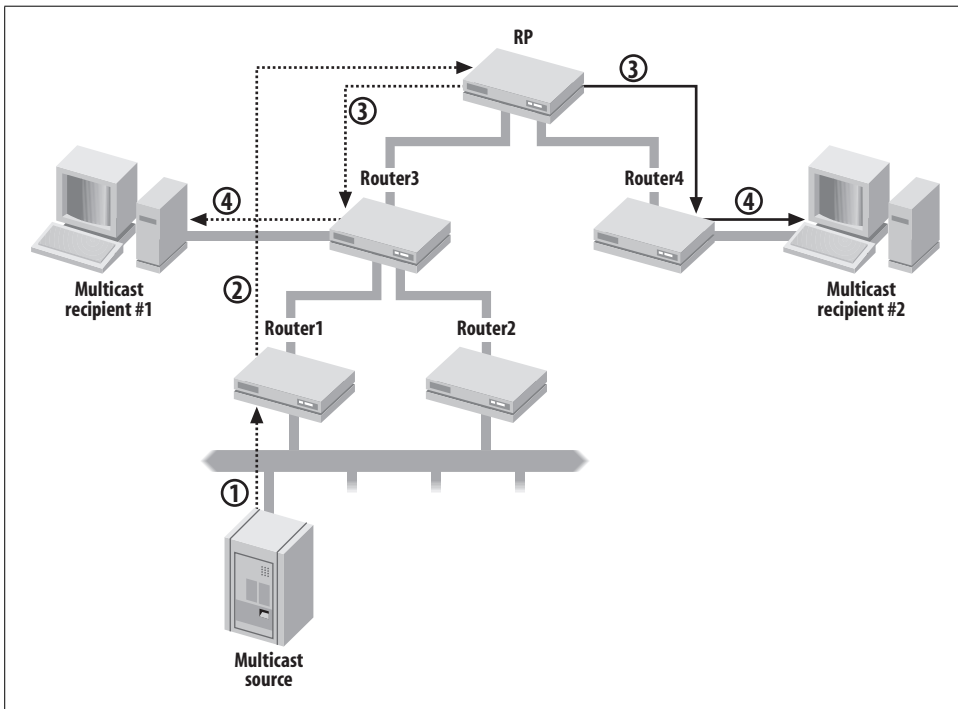 RP
③
③
Router3
Router4
④
④
Multicast
recipient #1
②
Multicast
recipient #2
Router1
Router2
①
Multicast
source